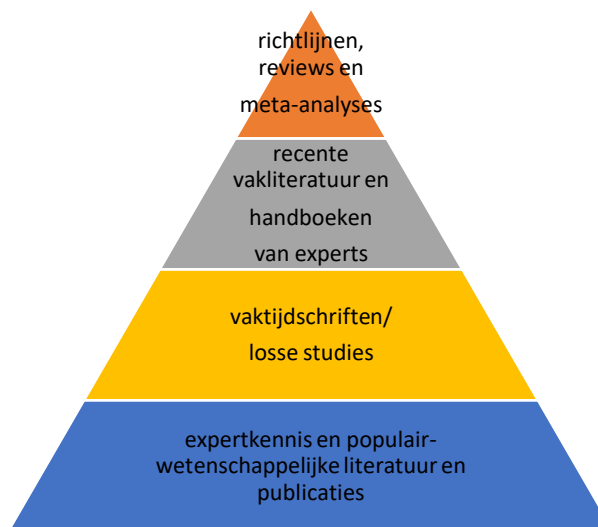 richtlijnen,
reviews en
meta-analyses
recente
vakliteratuur en
handboeken
van experts
vaktijdschriften/
losse studies
expertkennis en populair-
wetenschappelijke literatuur en
publicaties